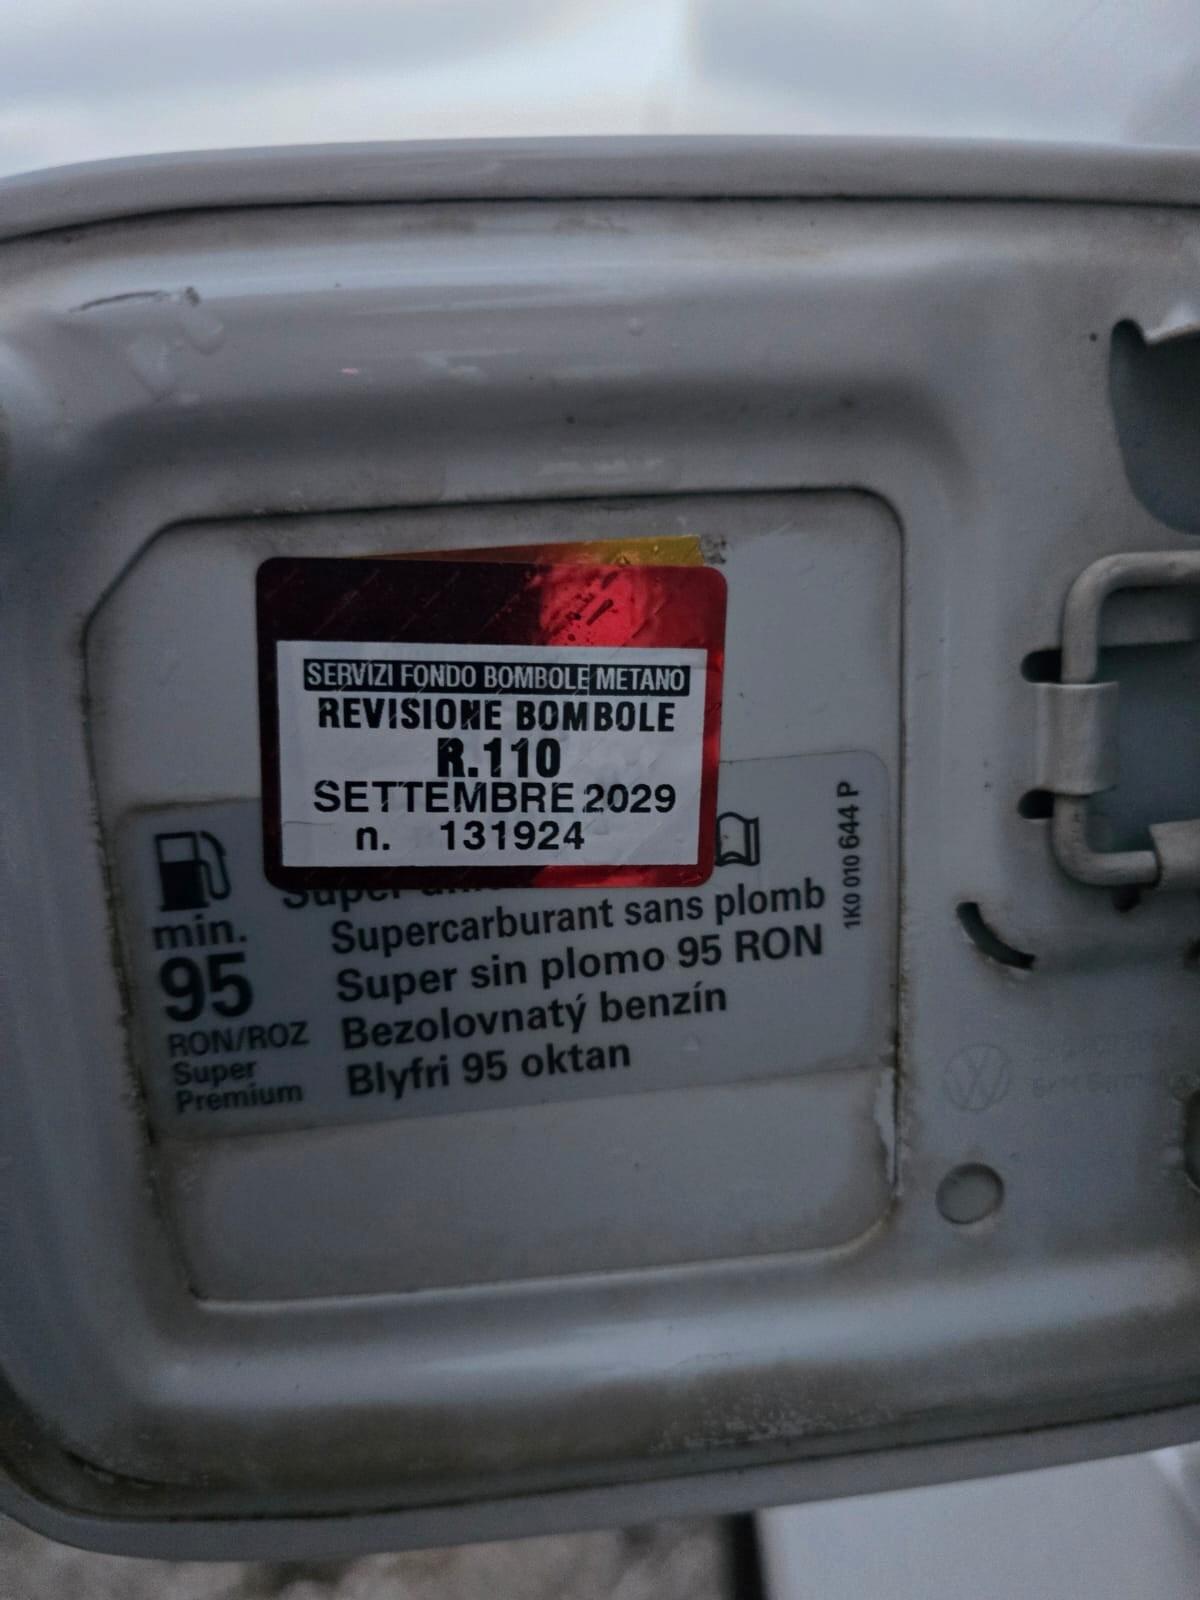 SERVIZI FONDO BOMBOLE METANO
REVISIONE BOMBOLE
R.110
SETTEMBRE 2029
n. 131924
min.
95
RON/ROZ
Super
Premium
Super
Supercarburant sans plomb
Super sin plomo 95 RON
Bezolovnatý benzín
Blyfri 95 oktan
1K0 010 644 P